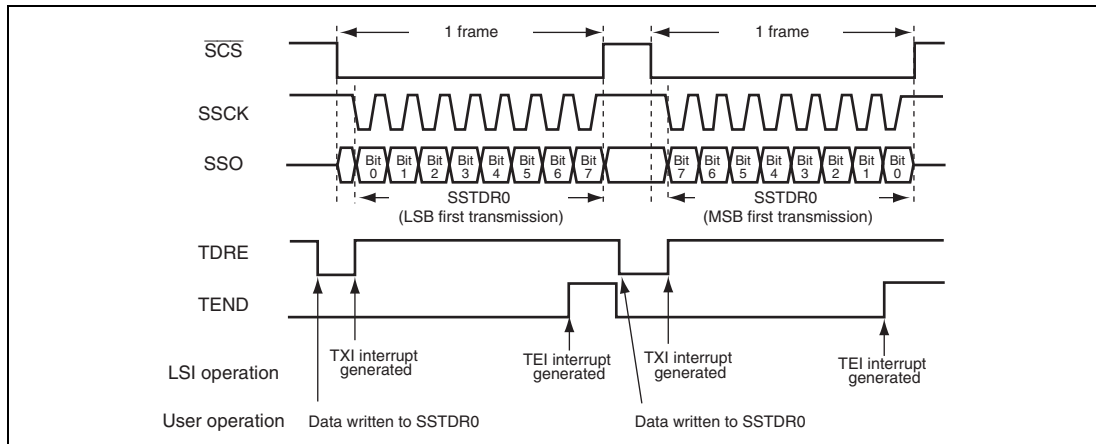 1 frame 1 frame
SCS
SSCK
SSO
Bit 0 Bit 1 Bit 2 Bit 3 Bit 4 Bit 5 Bit 6 Bit 7 Bit 7 Bit 6 Bit 5 Bit 4 Bit 3 Bit 2 Bit 1 Bit 0
SSTDR0 SSTDR0
(LSB first transmission) (MSB first transmission)
TDRE
TEND
TXI interrupt generated TEI interrupt generated TXI interrupt generated TEI interrupt generated
LSI operation
User operation Data written to SSTDR0 Data written to SSTDR0